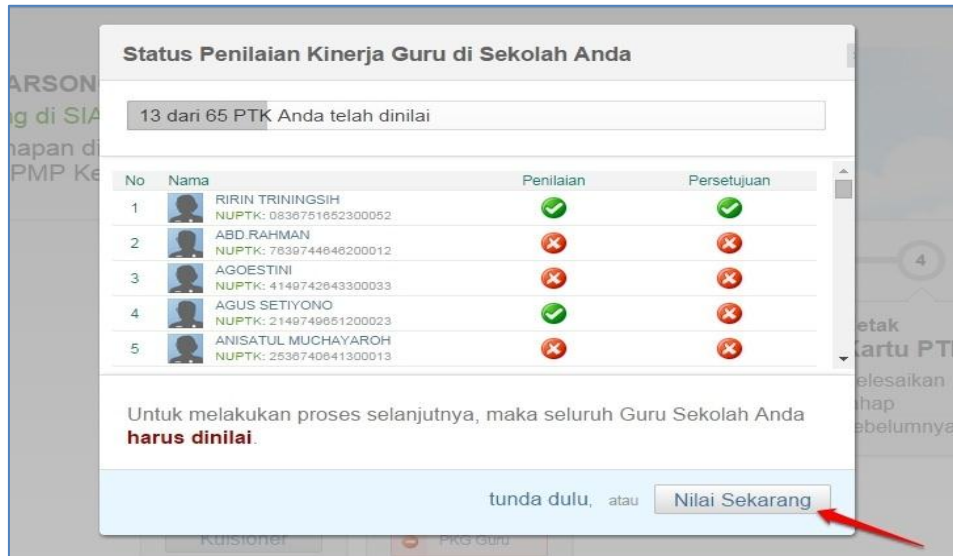 Status Penilaian Kinerja Guru di Sekolah Anda
13 dari 65 PTK Anda telah dinilai
No Nama Penilaian Persetujuan
1 RIRIN TRININGSIH
NUPTK: 0836751652300052
2 ABD.RAHMAN
NUPTK: 7639744646200012
3 AGOESTINI
NUPTK: 4149742643300033
4 AGUS SETIYONO
NUPTK: 2149749651200023
5 ANISATUL MUCHAYAROH
NUPTK: 2536740641300013
Untuk melakukan proses selanjutnya, maka seluruh Guru Sekolah Anda
harus dinilai.
tunda dulu, atau Nilai Sekarang
ARSON
ng di SIA
hapan di
PMP Ke
4
etak
Kartu PT
elesaikan
ahap
ebelumnya
Kuisioner
PKG Guru